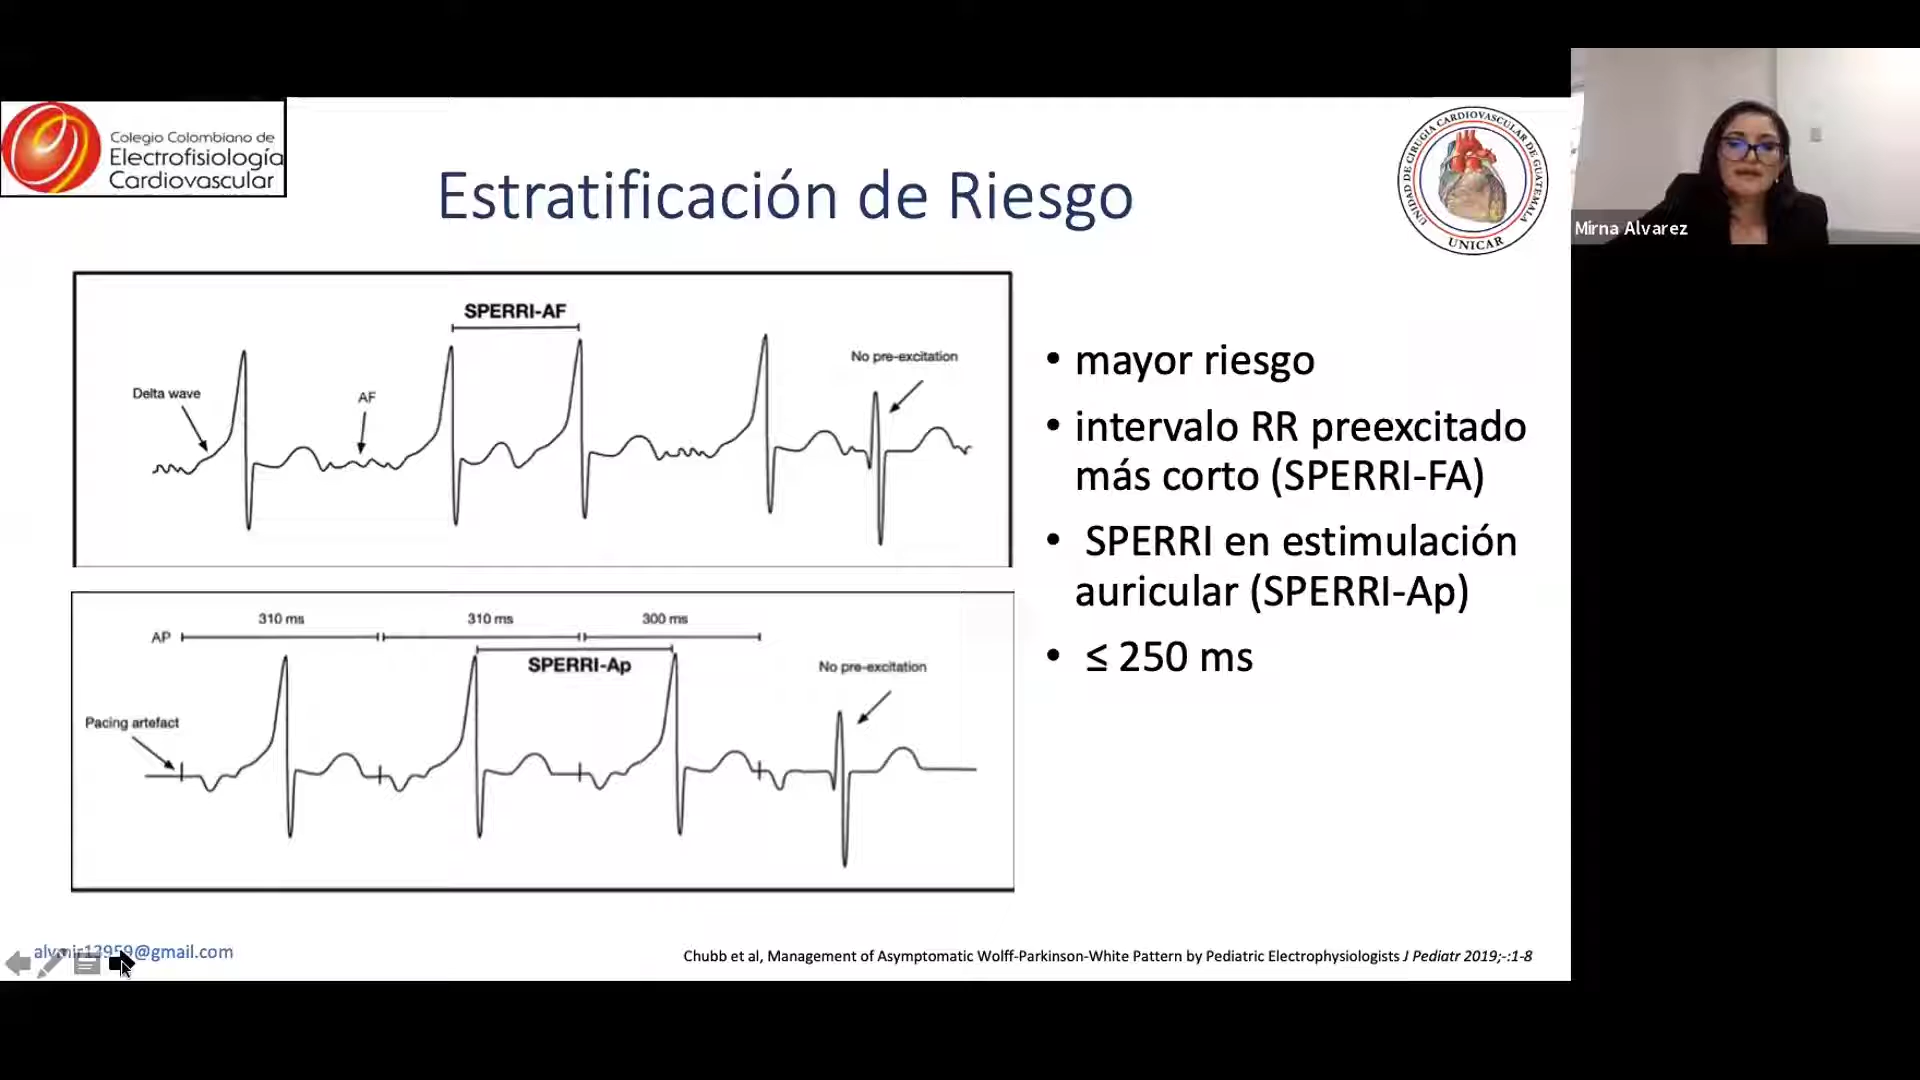 Colegio Colombiano de
Electrofisiología
Cardiovascular
Estratificación de Riesgo
UNIDAD DE CIRUGIA CARDIOVASCULAR DE GUATEMALA
UNICAR
Mirna Alvarez
SPERRI-AF
No pre-excitation
Delta wave
AF
310 ms
310 ms
300 ms
AP
SPERRI-Ap
No pre-excitation
Pacing artefact
• mayor riesgo
• intervalo RR preexcitado
más corto (SPERRI-FA)
• SPERRI en estimulación
auricular (SPERRI-Ap)
• ≤ 250 ms
Chubb et al, Management of Asymptomatic Wolff-Parkinson-White Pattern by Pediatric Electrophysiologists J Pediatr 2019;-:1-8